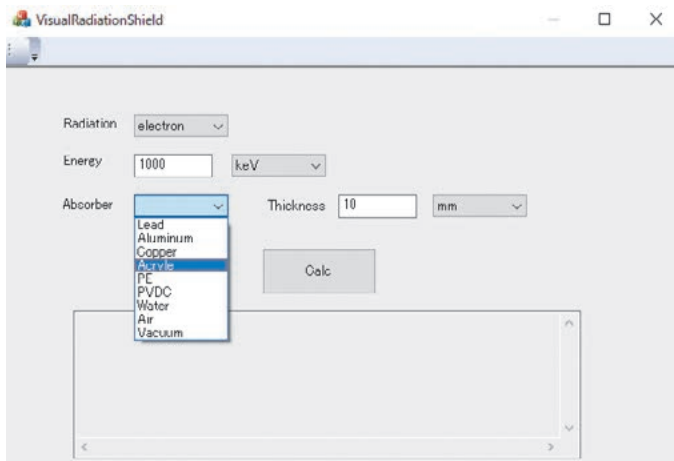 VisualRadiationShield
Radiation electron
Energy 1000 keV
Absorber Thickness 10 mm
Lead
Aluminum
Copper
Acryle
PE
PVDC
Water
Air
Vacuum
Calc